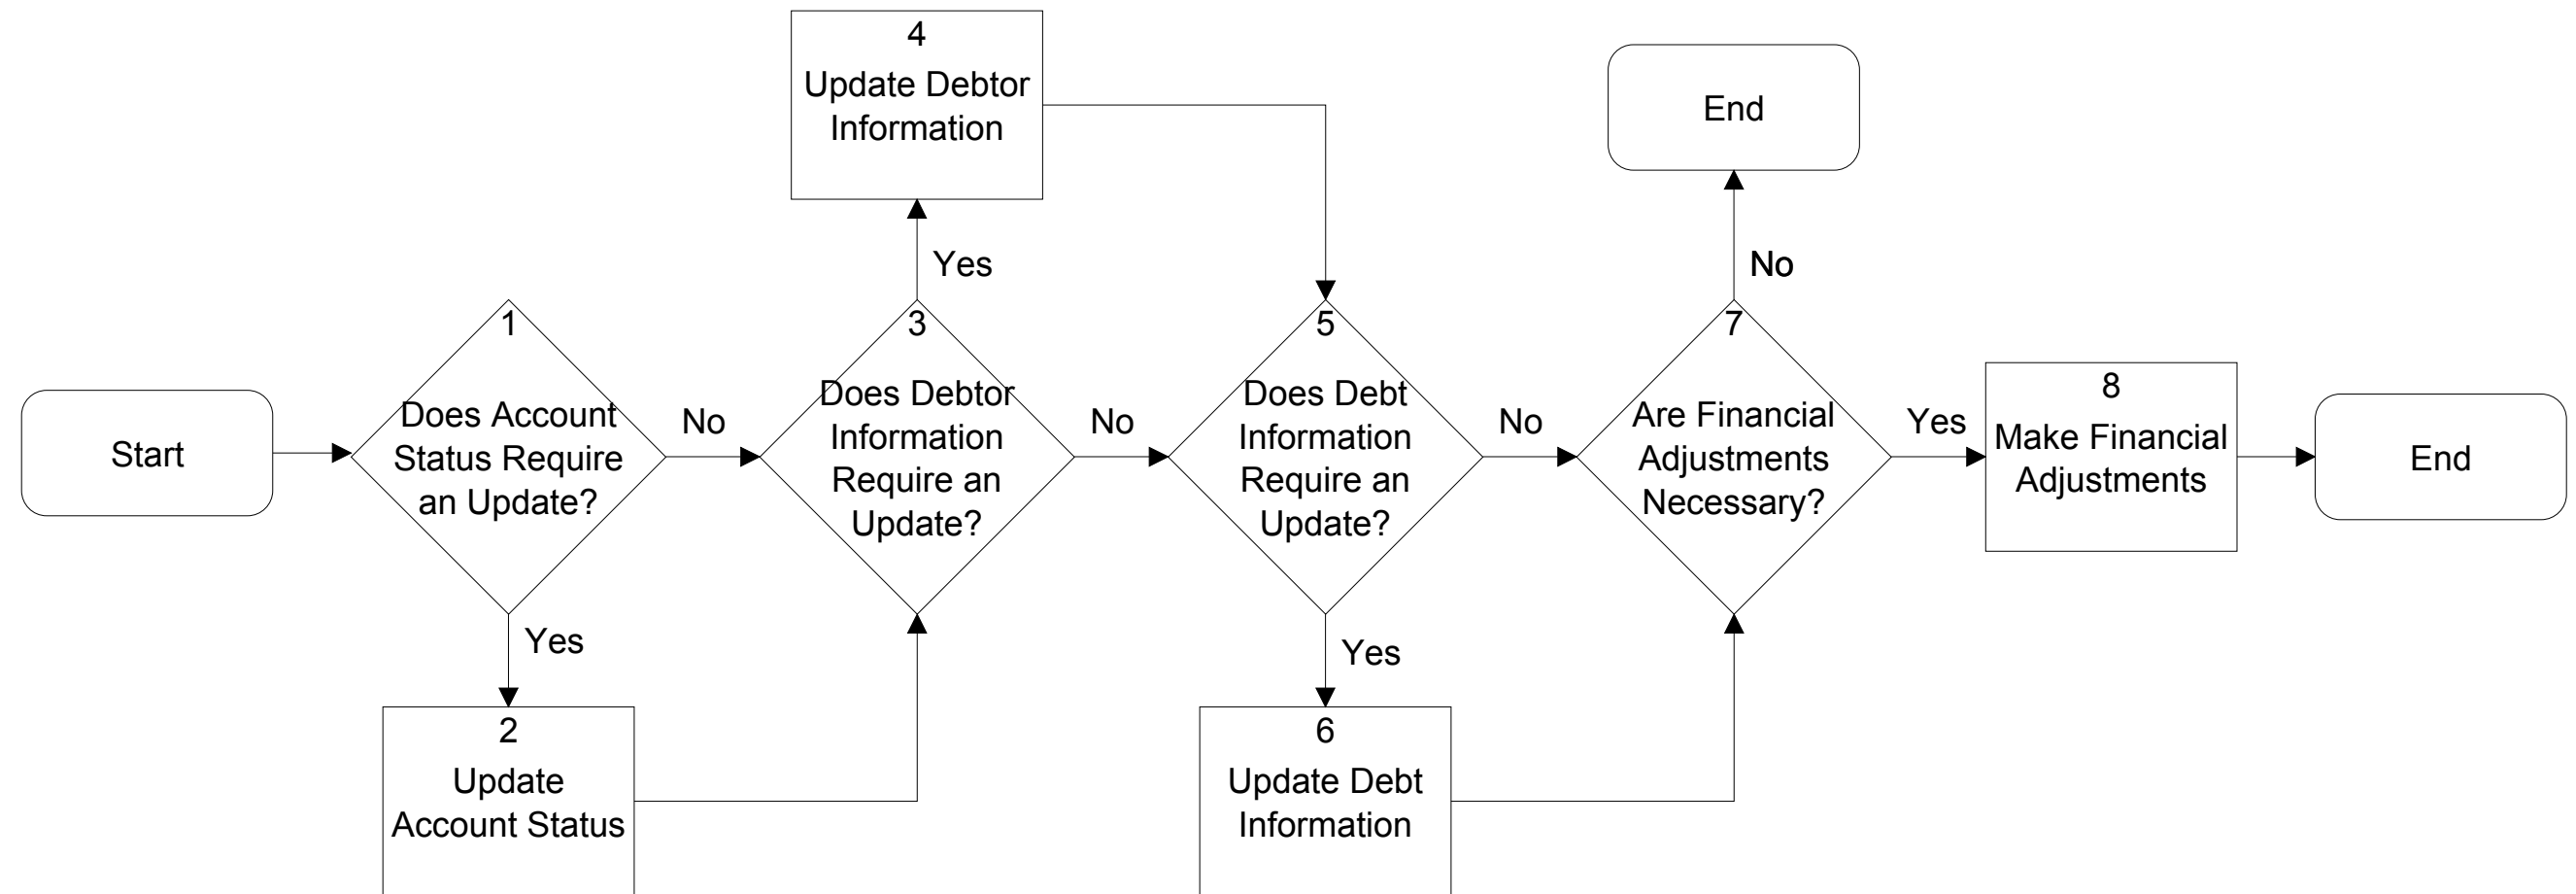 Start
1
Does Account
Status Require
an Update?
Yes
No
2
Update
Account Status
3
Does Debtor
Information
Require an
Update?
Yes
No
4
Update Debtor
Information
5
Does Debt
Information
Require an
Update?
Yes
No
6
Update Debt
Information
7
Are Financial
Adjustments
Necessary?
No
End
Yes
8
Make Financial
Adjustments
End